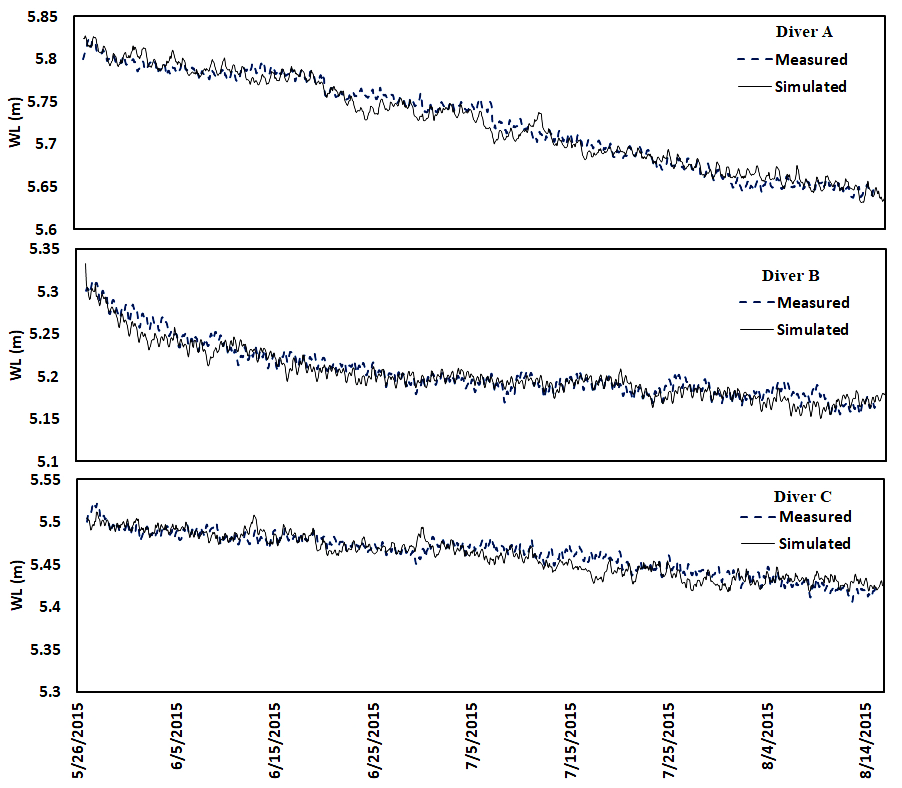 5.85
5.8
5.75
5.7
5.65
5.6
WL (m)
Diver A
Measured
Simulated
5.35
5.3
5.25
5.2
5.15
5.1
WL (m)
Diver B
Measured
Simulated
5.55
5.5
5.45
5.4
5.35
5.3
WL (m)
Diver C
Measured
Simulated
5/26/2015
6/5/2015
6/15/2015
6/25/2015
7/5/2015
7/15/2015
7/25/2015
8/4/2015
8/14/2015